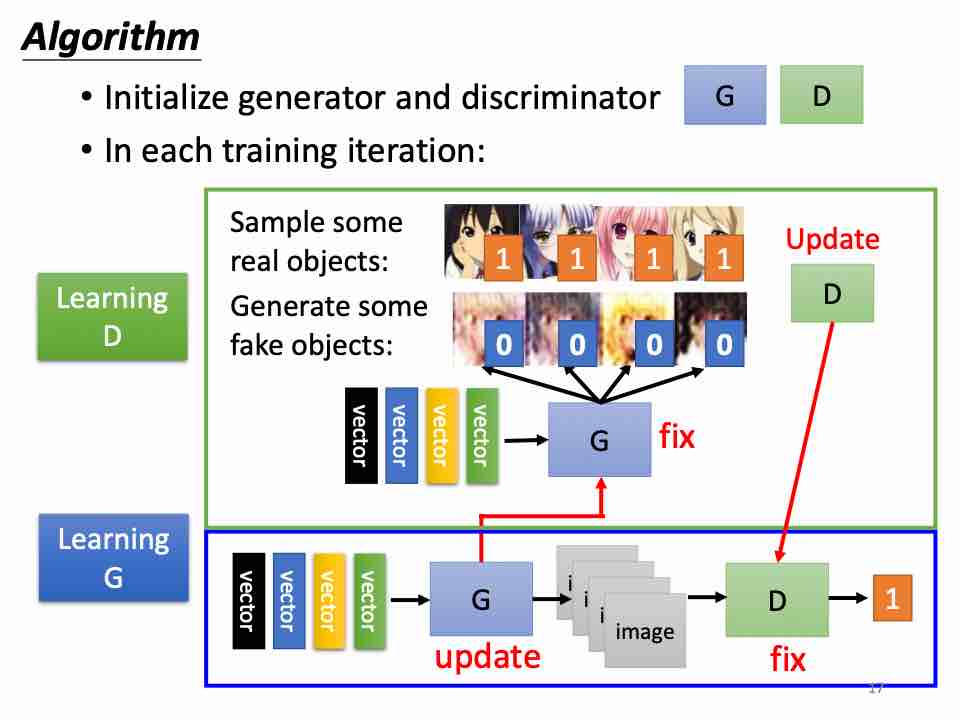 Algorithm
• Initialize generator and discriminator
G
D
• In each training iteration:
Sample some
real objects:
1
1
1
1
Update
D
Learning
D
Generate some
fake objects:
0
0
0
0
vector
vector
vector
vector
G
fix
Learning
G
vector
vector
vector
vector
G
update
i
i
i
image
D
fix
1
17